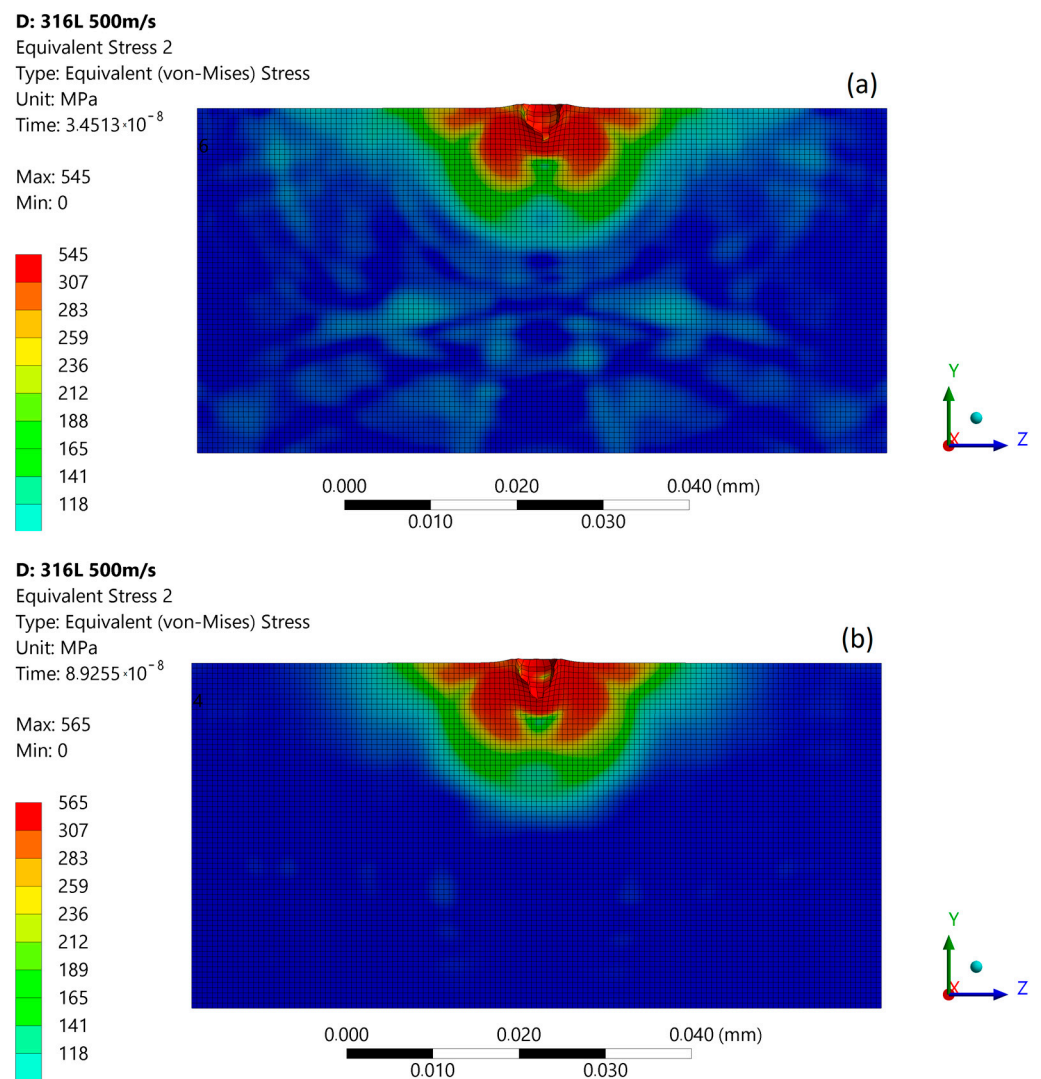 D: 316L 500m/s
Equivalent Stress 2
Type: Equivalent (von-Mises) Stress
Unit: MPa
Time: 3.4513×10⁻⁸
Max: 545
Min: 0
(a)
6
545
307
283
259
236
212
188
165
141
118
Y
X
Z
0.000 0.020 0.040 (mm)
0.010 0.030
D: 316L 500m/s
Equivalent Stress 2
Type: Equivalent (von-Mises) Stress
Unit: MPa
Time: 8.9255×10⁻⁸
Max: 565
Min: 0
(b)
4
565
307
283
259
236
212
189
165
141
118
Y
X
Z
0.000 0.020 0.040 (mm)
0.010 0.030